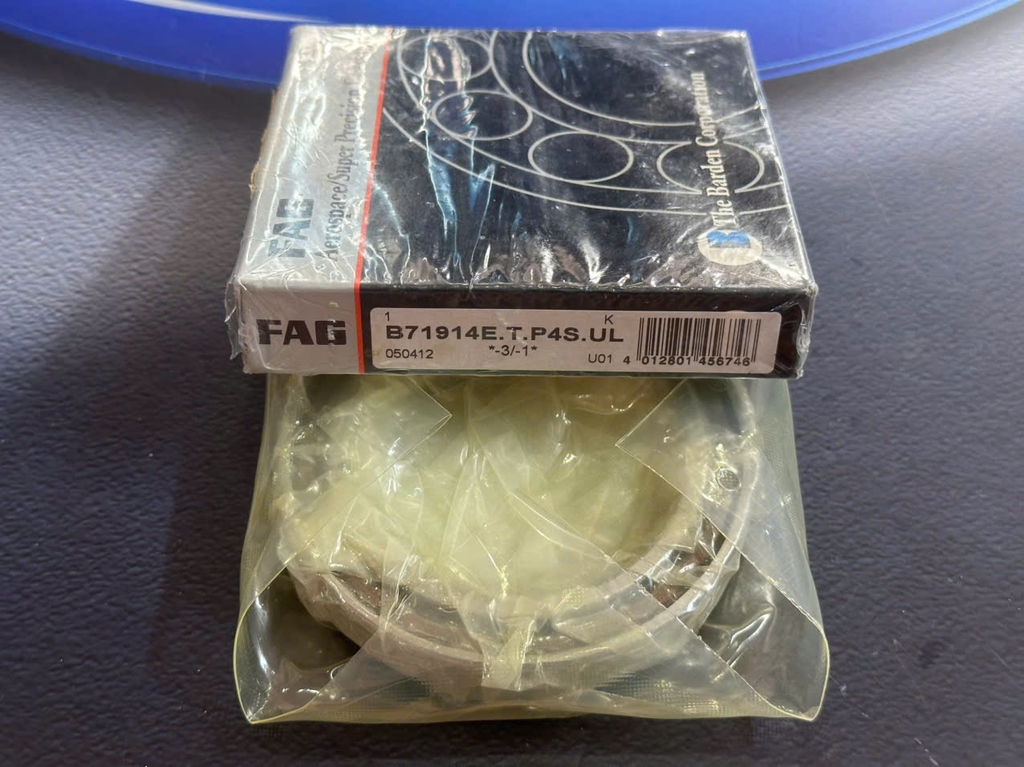 FAG
Aerospace/Super Precision
The Barden Corporation
B
FAG
1 K
B71914E.T.P4S.UL
050412 *-3/-1* U01
4 012801 456746